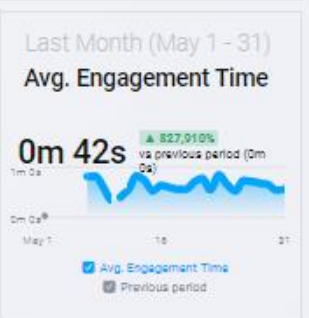 Last Month (May 1 - 31)
Avg. Engagement Time
0m 42s
▲ 827,910%
vs previous period (0m 0s)
1m 0s
0m 0s
May 1
16
31
Avg. Engagement Time
Previous period